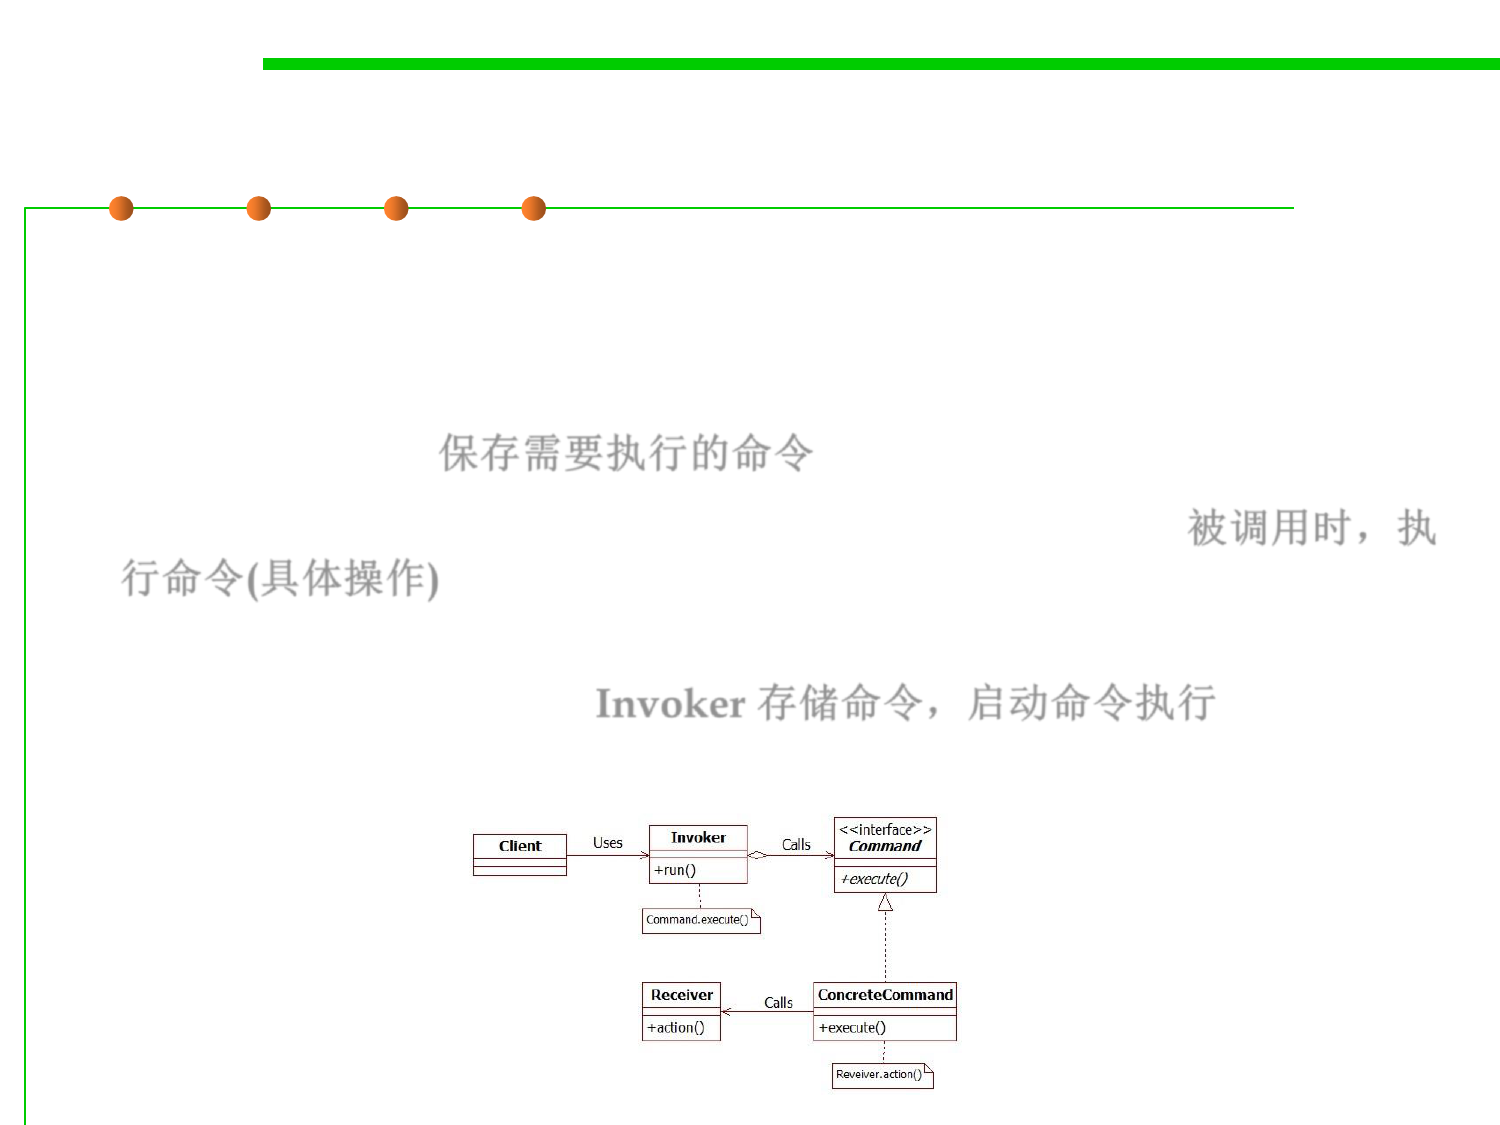 保存需要执行的命令
被调用时，执
行命令(具体操作)
Invoker 存储命令，启动命令执行
Client
Uses
Invoker
+run()
Calls
<<interface>>
Command
+execute()
Command.execute()
Receiver
+action()
Calls
ConcreteCommand
+execute()
Reveiver.action()